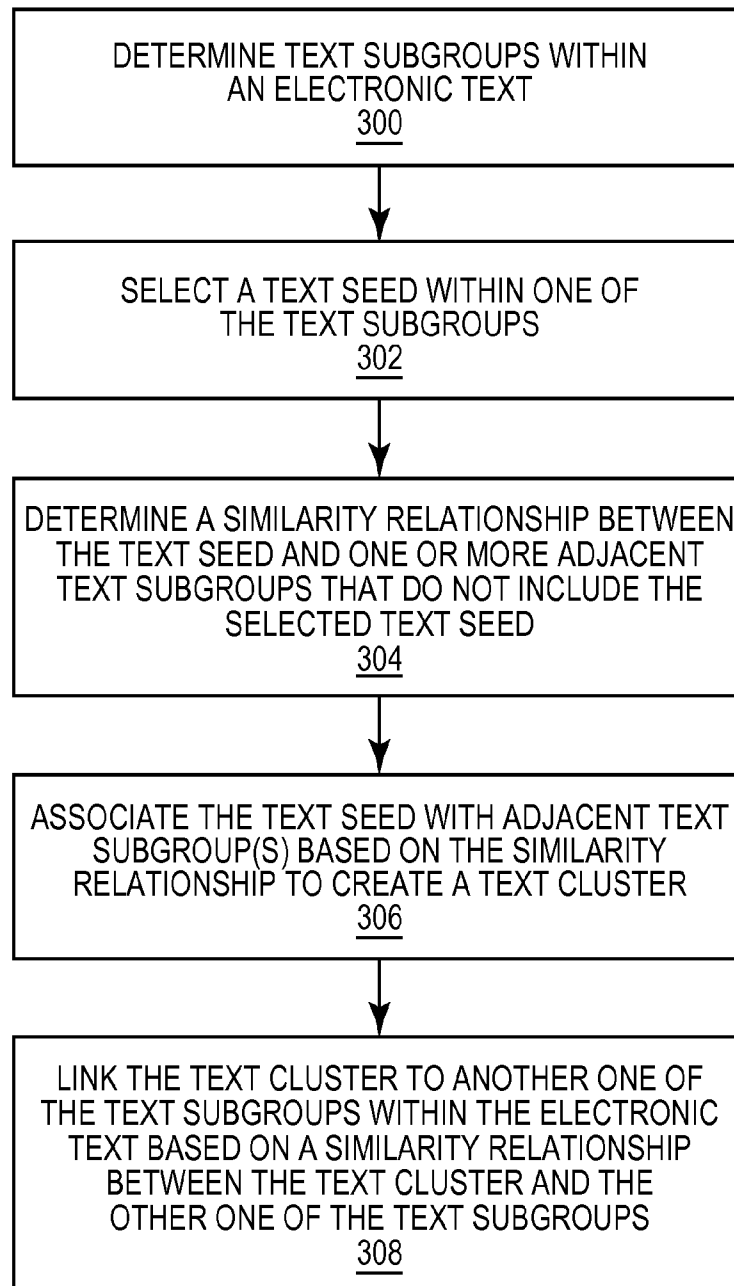 DETERMINE TEXT SUBGROUPS WITHIN
AN ELECTRONIC TEXT
300
SELECT A TEXT SEED WITHIN ONE OF
THE TEXT SUBGROUPS
302
DETERMINE A SIMILARITY RELATIONSHIP BETWEEN
THE TEXT SEED AND ONE OR MORE ADJACENT
TEXT SUBGROUPS THAT DO NOT INCLUDE THE
SELECTED TEXT SEED
304
ASSOCIATE THE TEXT SEED WITH ADJACENT TEXT
SUBGROUP(S) BASED ON THE SIMILARITY
RELATIONSHIP TO CREATE A TEXT CLUSTER
306
LINK THE TEXT CLUSTER TO ANOTHER ONE OF
THE TEXT SUBGROUPS WITHIN THE ELECTRONIC
TEXT BASED ON A SIMILARITY RELATIONSHIP
BETWEEN THE TEXT CLUSTER AND THE
OTHER ONE OF THE TEXT SUBGROUPS
308